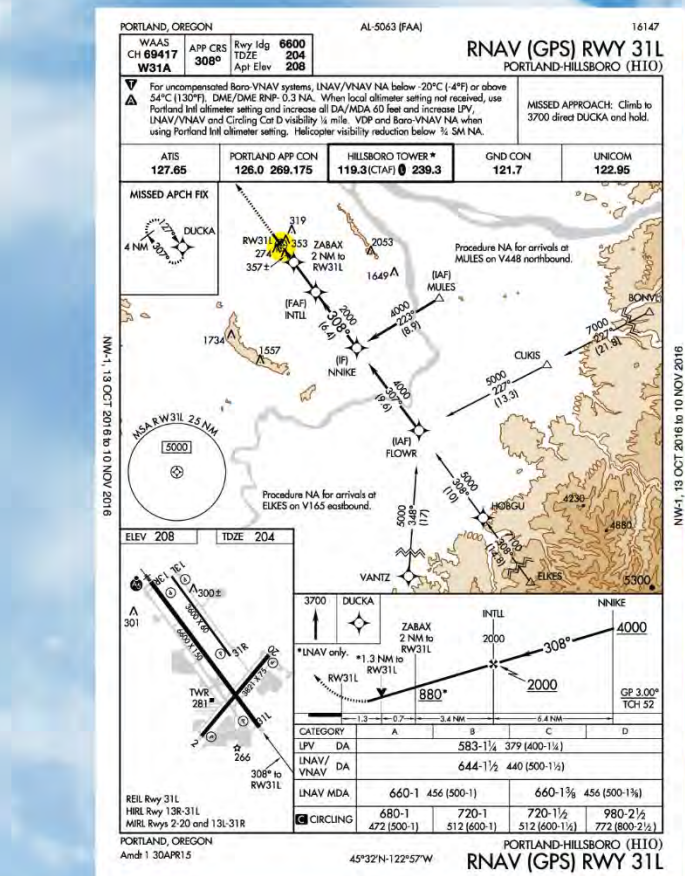 PORTLAND, OREGON
AL-5063 (FAA)
16147
WAAS
CH 69417
W31A
APP CRS
308°
Rwy ldg 6600
TDZE 204
Apt Elev 208
RNAV (GPS) RWY 31L
PORTLAND-HILLSBORO (HIO)
T
A
For uncompensated Baro-VNAV systems, LNAV/VNAV NA below -20°C (-4°F) or above
54°C (130°F). DME/DME RNP- 0.3 NA. When local altimeter setting not received, use
Portland Intl altimeter setting and increase all DA/MDA 60 feet and increase LPV,
LNAV/VNAV and Circling Cat D visibility ¼ mile. VDP and Baro-VNAV NA when
using Portland Intl altimeter setting. Helicopter visibility reduction below ¾ SM NA.
MISSED APPROACH: Climb to
3700 direct DUCKA and hold.
ATIS
127.65
PORTLAND APP CON
126.0 269.175
HILLSBORO TOWER*
119.3 (CTAF) 239.3
GND CON
121.7
UNICOM
122.95
MISSED APCH FIX
DUCKA
4 NM
127°
307°
319
RW31L
353
274
357±
ZABAX
2 NM to
RW31L
2053
1649
Procedure NA for arrivals at
MULES on V448 northbound.
(IAF)
MULES
(FAF)
INTLL
2000
308°
(6.4)
4000
223°
(8.9)
BONVL
7000
227°
(21.8)
1734
1557
(IF)
NNIKE
CUKIS
5000
227°
(13.3)
4000
307°
(9.6)
MSA RW31L 25 NM
5000
(IAF)
FLOWR
5000
308°
(10)
Procedure NA for arrivals at
ELKES on V165 eastbound.
5000
348°
(17)
HOBGU
4230
4880
7100
308°
(14.8)
VANTZ
ELKES
5300
ELEV 208
TDZE 204
13R
13L
300±
301
3600 X 60
6600 X 150
31R
20
3821 X 75
TWR
281
31L
2
266
308° to
RW31L
REIL Rwy 31L
HIRL Rwy 13R-31L
MIRL Rwys 2-20 and 13L-31R
3700
DUCKA
*LNAV only.
ZABAX
2 NM to
RW31L
*1.3 NM to
RW31L
RW31L
INTLL
2000
NNIKE
308°
4000
880*
2000
GP 3.00°
TCH 52
1.3
0.7
3.4 NM
6.4 NM
CATEGORY A B C D
LPV DA 583-1¼ 379 (400-1¼)
LNAV/
VNAV DA 644-1½ 440 (500-1½)
LNAV MDA 660-1 456 (500-1) 660-1⅜ 456 (500-1⅜)
C CIRCLING
680-1
472 (500-1)
720-1
512 (600-1)
720-1½
512 (600-1½)
980-2½
772 (800-2½)
PORTLAND, OREGON
Amdt 1 30APR15
45°32'N-122°57'W
PORTLAND-HILLSBORO (HIO)
RNAV (GPS) RWY 31L
NW-1, 13 OCT 2016 to 10 NOV 2016
NW-1, 13 OCT 2016 to 10 NOV 2016